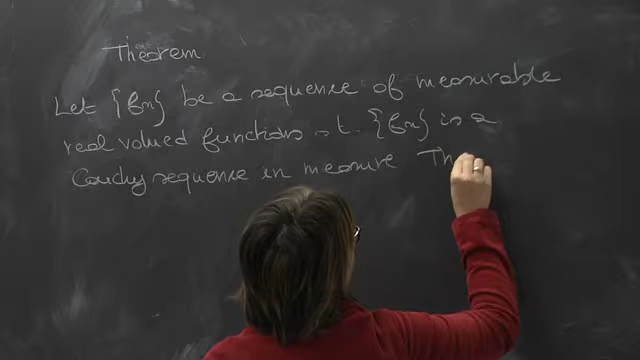 Theorem
Let {fn} be a sequence of measurable
real valued functions s.t. {fn} is a
Cauchy sequence in measure Th